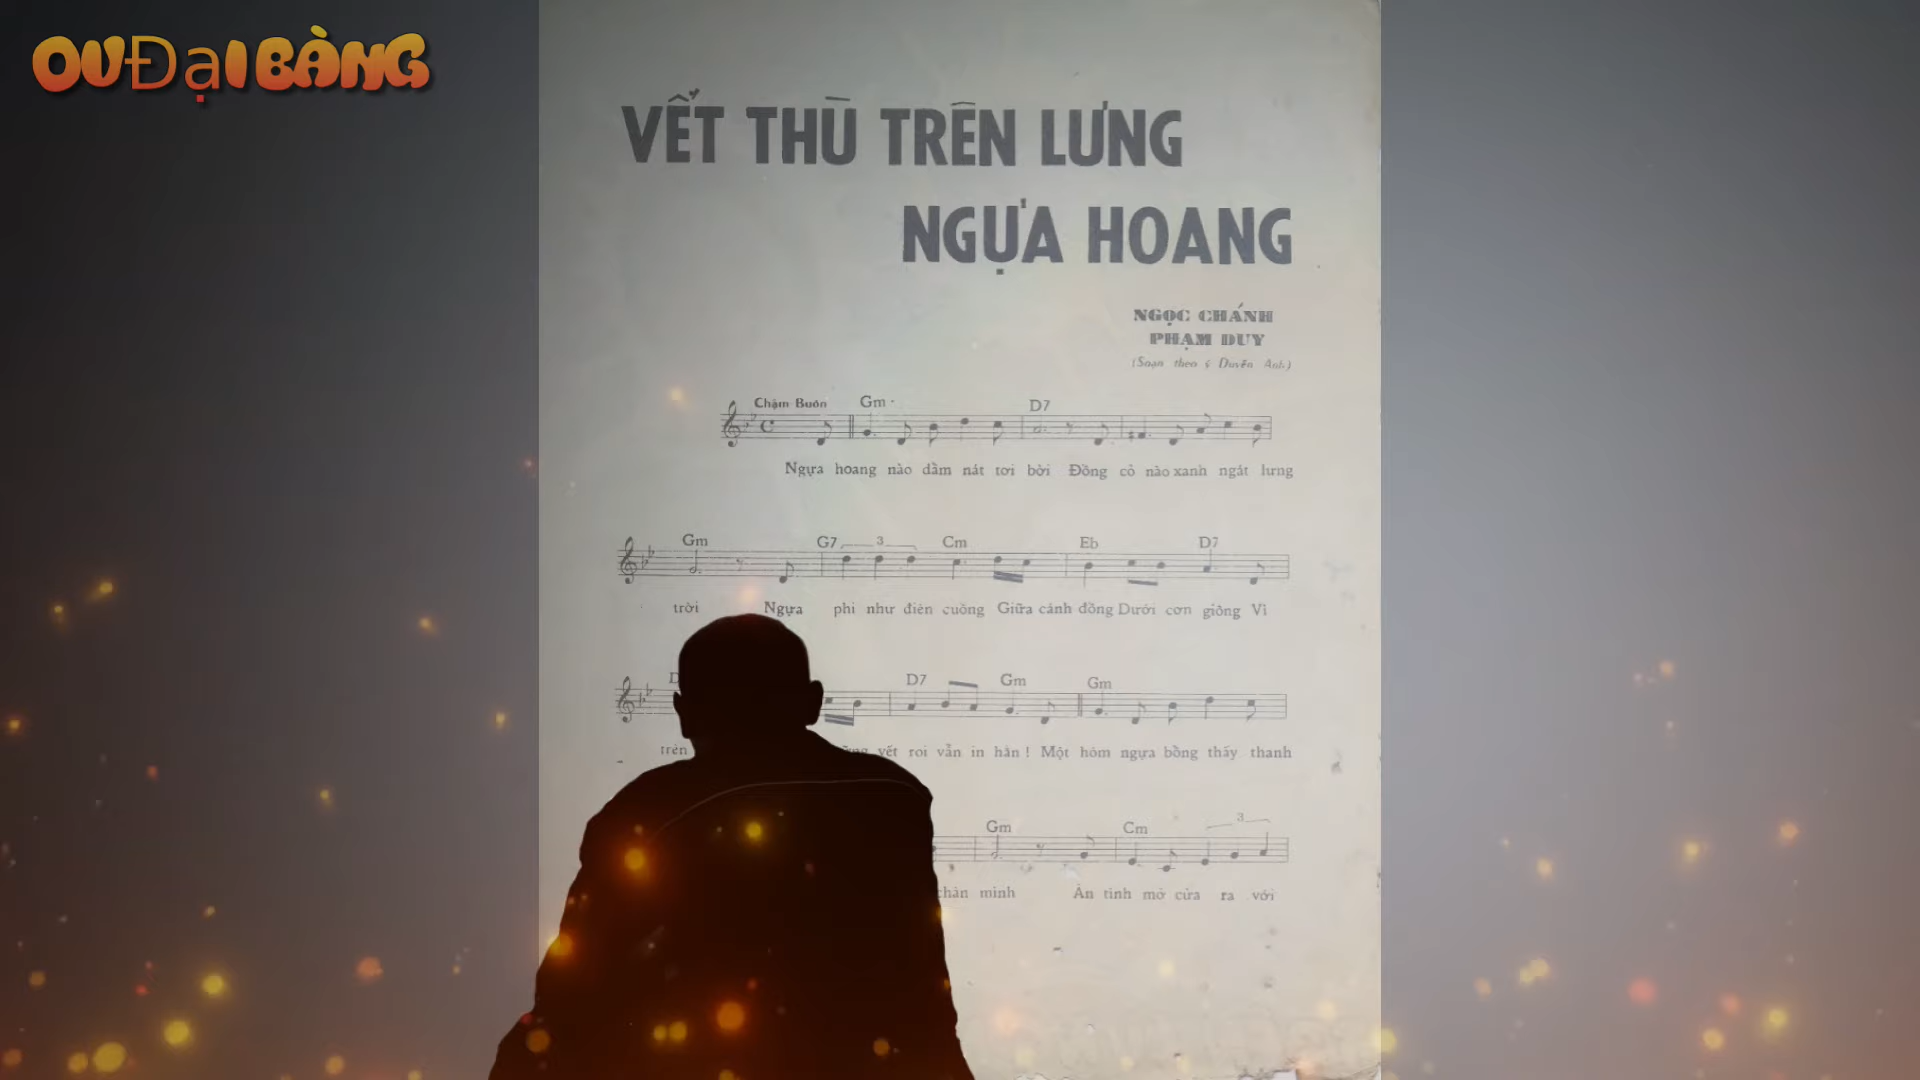 OUĐạI BÀNG
VẾT THÙ TRÊN LƯNG
NGỰA HOANG
NGỌC CHÁNH
PHẠM DUY
(Soạn theo ý Duyên Anh)
Chậm Buồn Gm D7
Ngựa hoang nào dẫm nát tơi bời Đồng cỏ nào xanh ngát lưng
Gm G7 3 Cm Eb D7
trời Ngựa phi như điên cuồng Giữa cánh đồng Dưới cơn giông Vì
D7 Gm Gm
trên vết roi vẫn in hằn ! Một hôm ngựa bỗng thấy thanh
Gm Cm 3
chân mình Ân tình mở cửa ra với